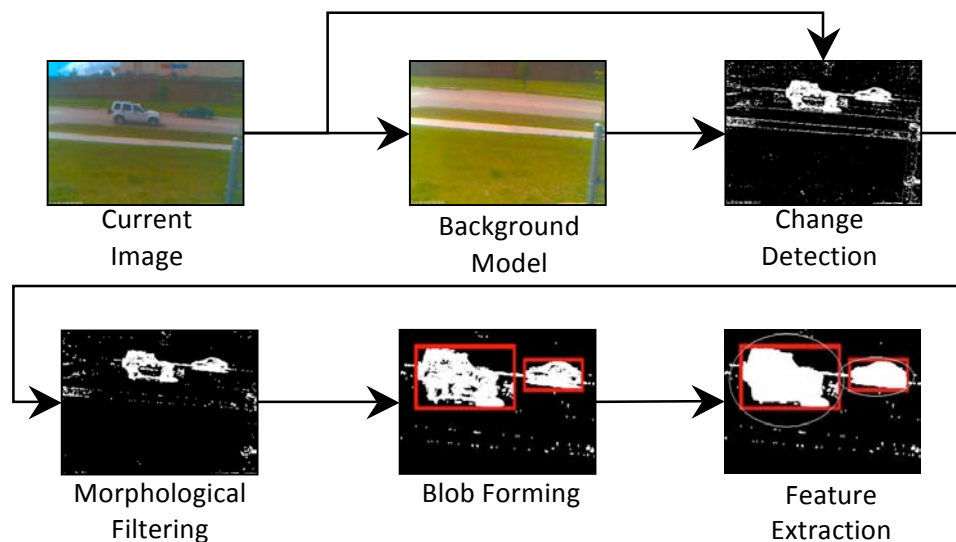 Current
Image
Background
Model
Change
Detection
Morphological
Filtering
Blob Forming
Feature
Extraction